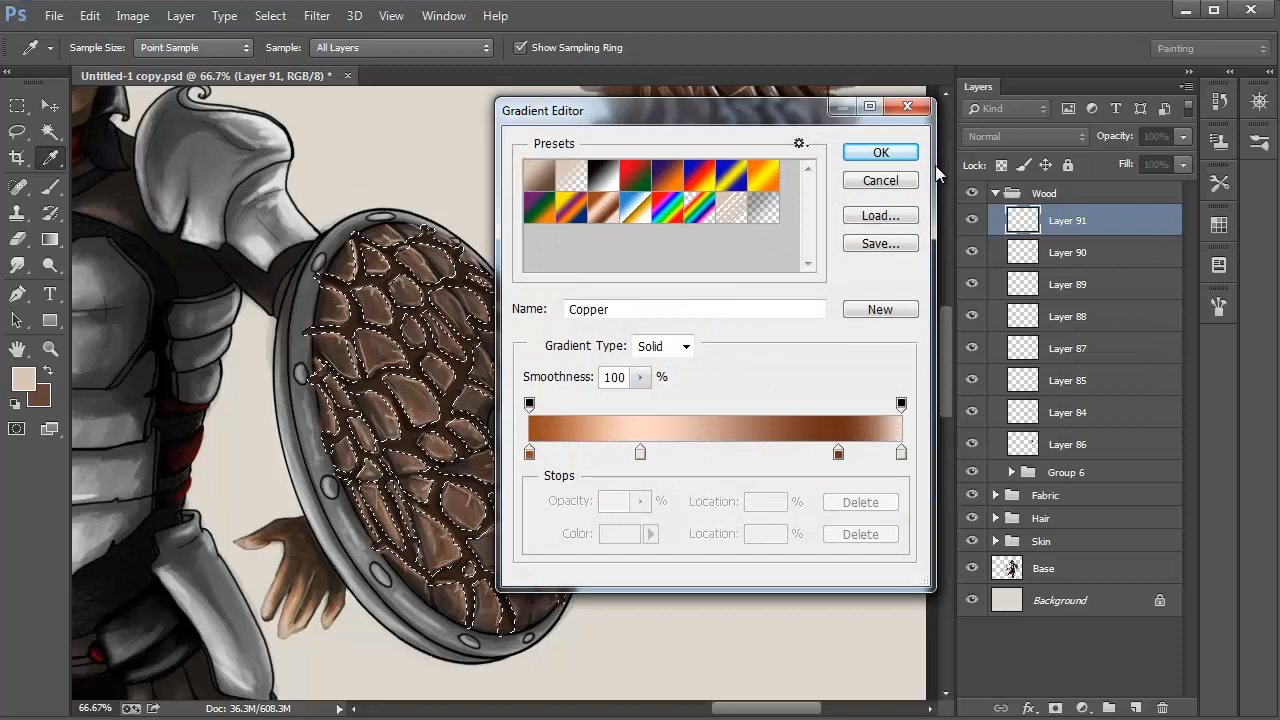 Ps File Edit Image Layer Type Select Filter 3D View Window Help
Sample Size: Point Sample Sample: All Layers Show Sampling Ring Painting
Untitled-1 copy.psd @ 66.7% (Layer 91, RGB/8) * ×
Layers
Kind
Normal Opacity: 100%
Lock: Fill: 100%
Wood
Layer 91
Layer 90
Layer 89
Layer 88
Layer 87
Layer 85
Layer 84
Layer 86
Group 6
Fabric
Hair
Skin
Base
Background
Gradient Editor
Presets
OK
Cancel
Load...
Save...
Name: Copper New
Gradient Type: Solid
Smoothness: 100 %
Stops
Opacity: % Location: % Delete
Color: Location: % Delete
66.67% Doc: 36.3M/608.3M